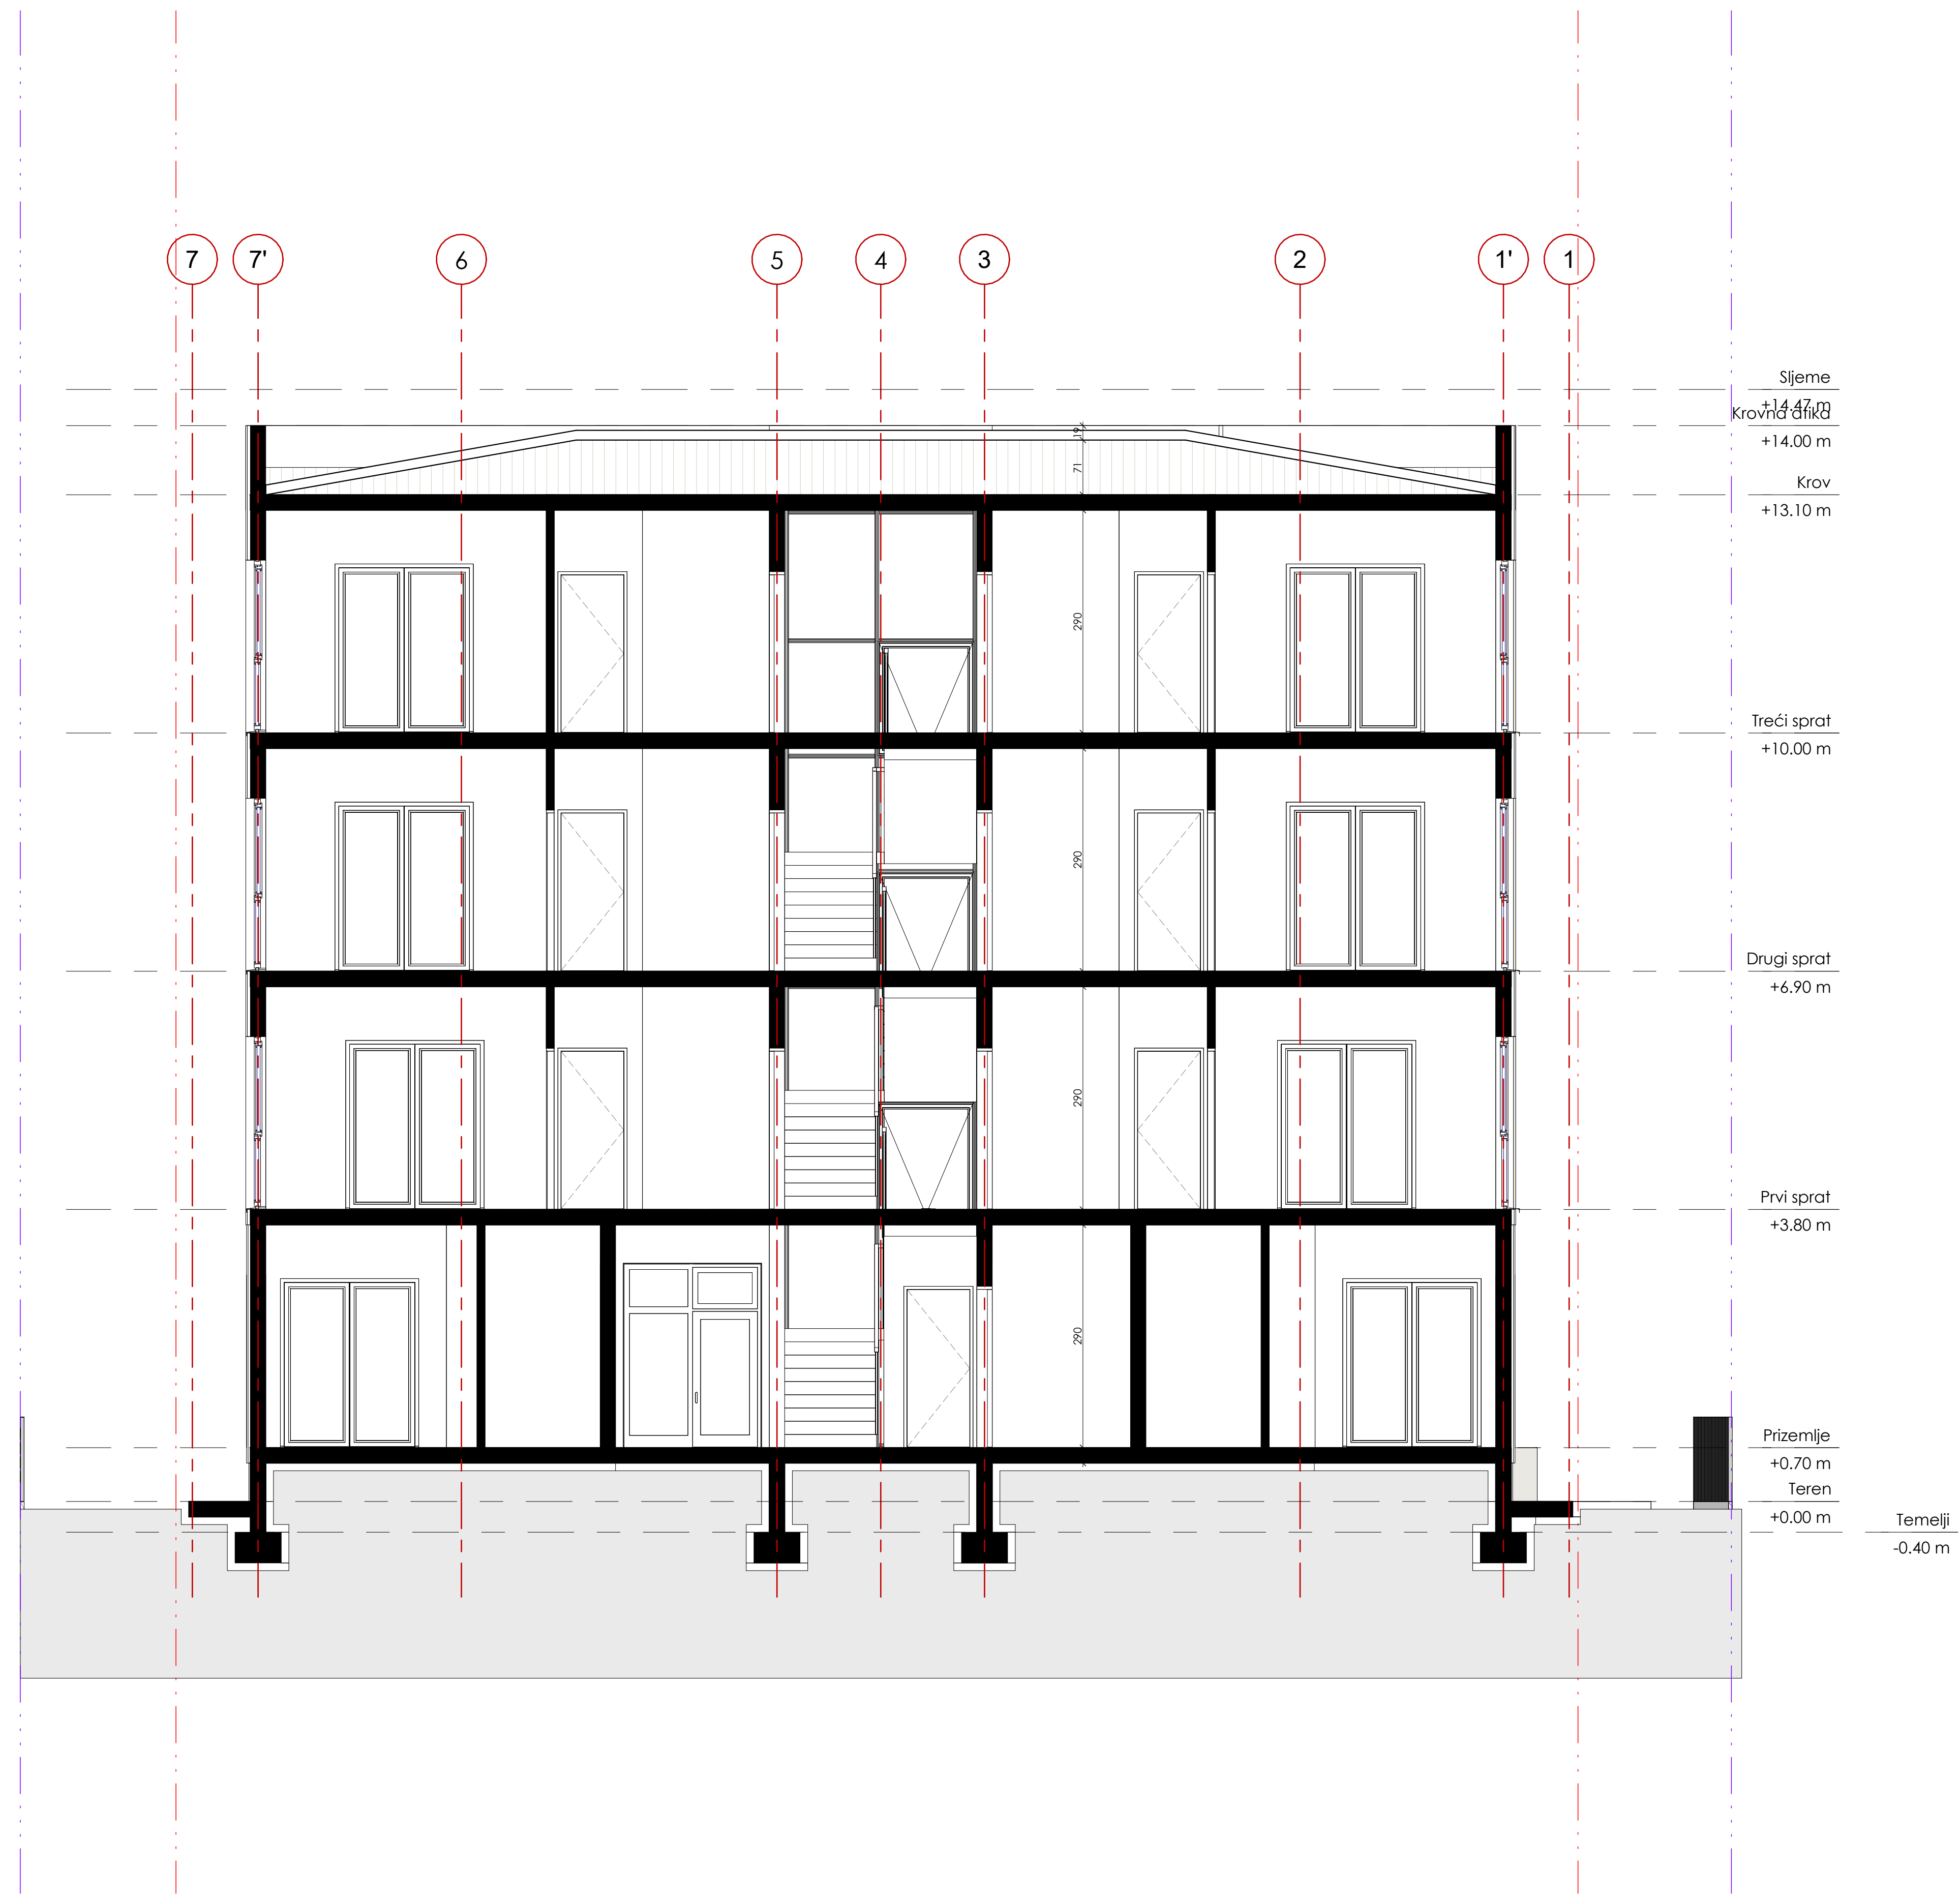 7 7' 6 5 4 3 2 1' 1
Sljeme
+14.47 m
Krovna atika
+14.00 m
19
71
Krov
+13.10 m
290
Treći sprat
+10.00 m
290
Drugi sprat
+6.90 m
290
Prvi sprat
+3.80 m
290
Prizemlje
+0.70 m
Teren
+0.00 m
Temelji
-0.40 m